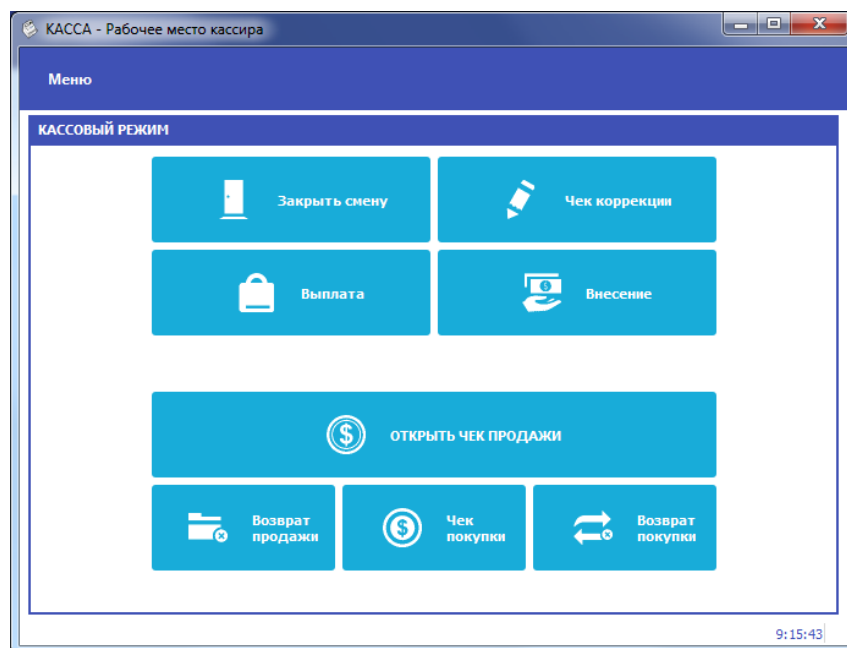 КАССА - Рабочее место кассира
Меню
КАССОВЫЙ РЕЖИМ
Закрыть смену
Чек коррекции
Выплата
Внесение
ОТКРЫТЬ ЧЕК ПРОДАЖИ
Возврат
продажи
Чек
покупки
Возврат
покупки
9:15:43